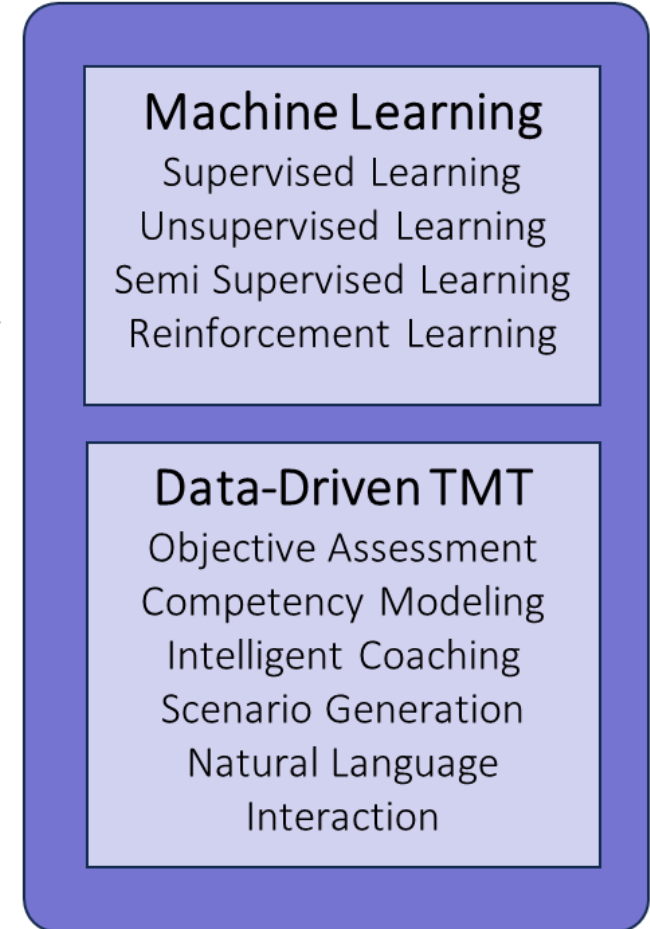 Machine Learning
Supervised Learning
Unsupervised Learning
Semi Supervised Learning
Reinforcement Learning
Data-Driven TMT
Objective Assessment
Competency Modeling
Intelligent Coaching
Scenario Generation
Natural Language
Interaction